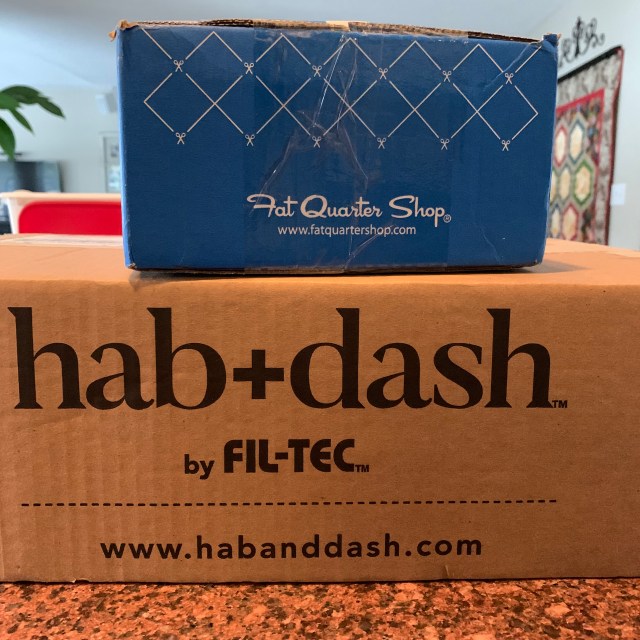 Fat Quarter Shop®
www.fatquartershop.com
hab+dash™
by FIL-TEC™
www.habanddash.com